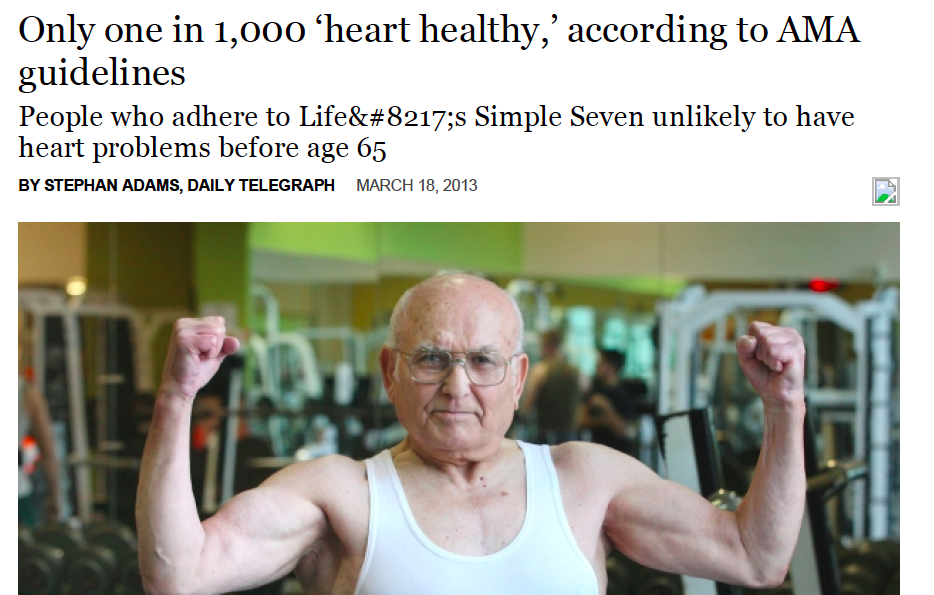 Only one in 1,000 ‘heart healthy,’ according to AMA
guidelines
People who adhere to Life&#8217;s Simple Seven unlikely to have
heart problems before age 65
BY STEPHAN ADAMS, DAILY TELEGRAPH MARCH 18, 2013